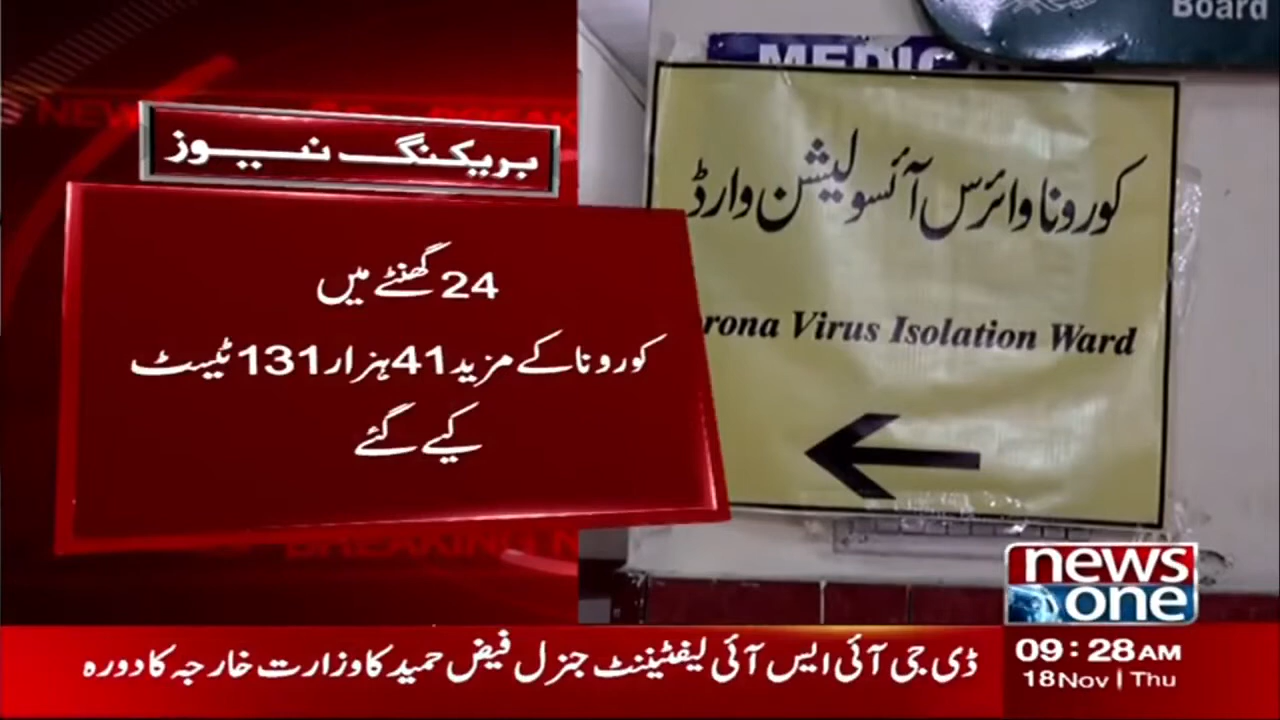 بریکنگ نیوز
24 گھنٹے میں
کورونا کے مزید 41 ہزار 131 ٹیسٹ
کیے گئے
Board
MEDIC
کورونا وائرس آئسولیشن وارڈ
rona Virus Isolation Ward
news
one
ڈی جی آئی ایس آئی لیفٹیننٹ جنرل فیض حمید کا وزارت خارجہ کا دورہ
09:28AM
18Nov | Thu